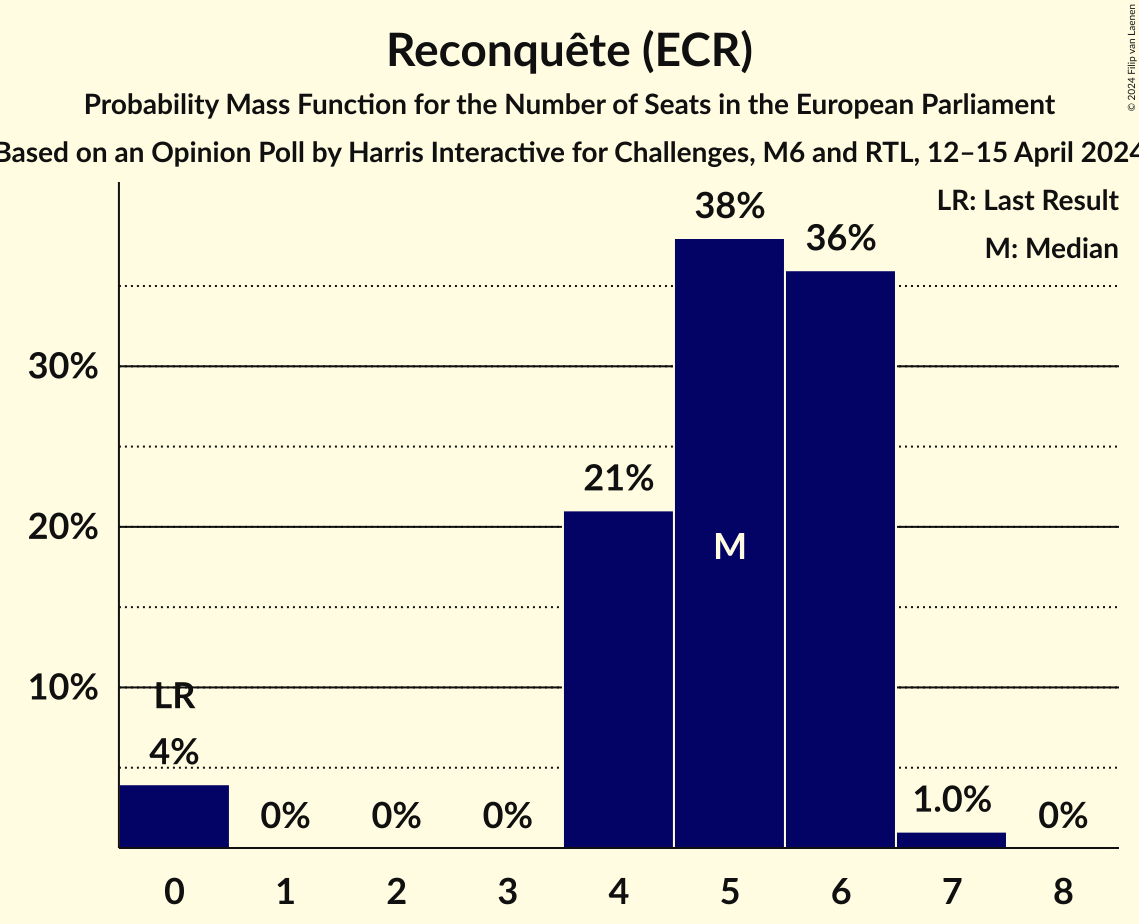 Reconquête (ECR)
Probability Mass Function for the Number of Seats in the European Parliament
Based on an Opinion Poll by Harris Interactive for Challenges, M6 and RTL, 12–15 April 2024
© 2024 Filip van Laenen
LR: Last Result
M: Median
38%
36%
30%
21%
20%
M
10%
LR
4%
0%
0%
0%
1.0%
0%
0 1 2 3 4 5 6 7 8